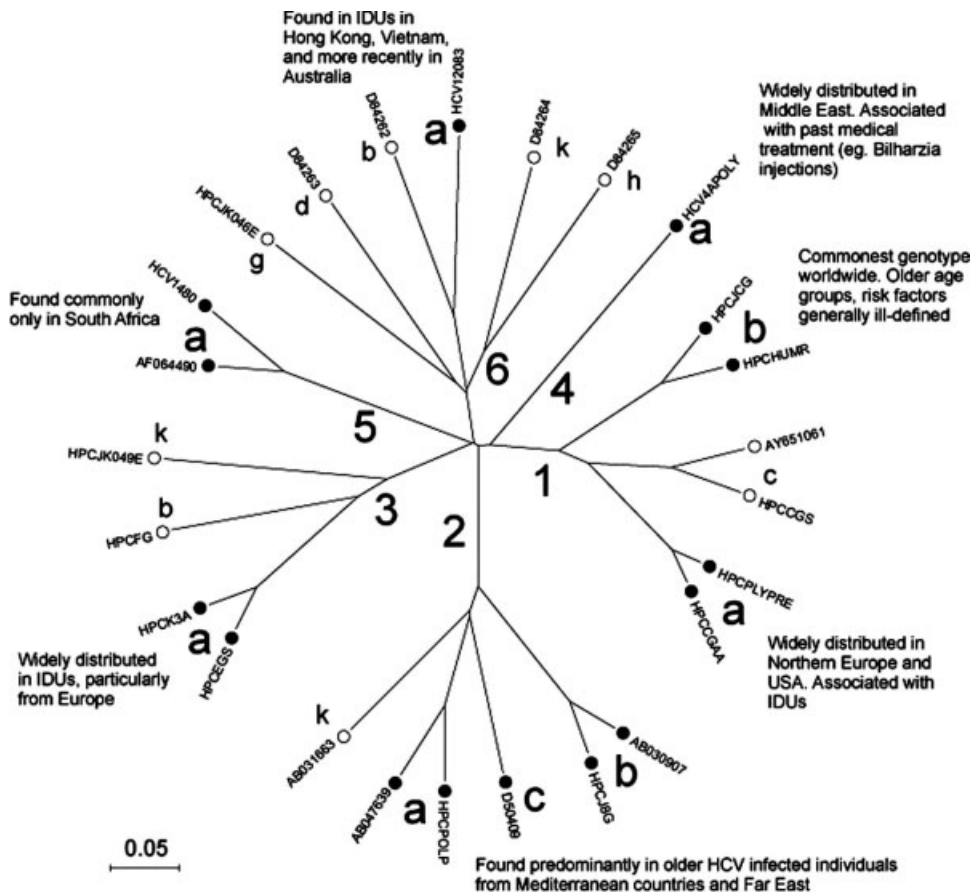 Found in IDUs in
Hong Kong, Vietnam,
and more recently in
Australia
Widely distributed in
Middle East. Associated
with past medical
treatment (eg. Bilharzia
injections)
Commonest genotype
worldwide. Older age
groups, risk factors
generally ill-defined
Found commonly
only in South Africa
HPCJK046E
g
D84263
d
D84262
b
HCV12083
a
D84264
k
D84265
h
6
HCV4APOLY
a
4
HPCJCG
b
HPCHUMR
AY651061
c
HPCCGS
HPCPLYPRE
a
HPCCGAA
1
Widely distributed in
Northern Europe and
USA. Associated with
IDUs
HCV1480
a
AF064490
5
k
HPCJK049E
b
HPCFG
3
HPCK3A
a
HPCEGS
Widely distributed
in IDUs, particularly
from Europe
2
k
AB031663
AB047639
a
HPCPOLP
D50409
c
HPCJ8G
b
AB030907
0.05
Found predominantly in older HCV infected individuals
from Mediterranean countries and Far East